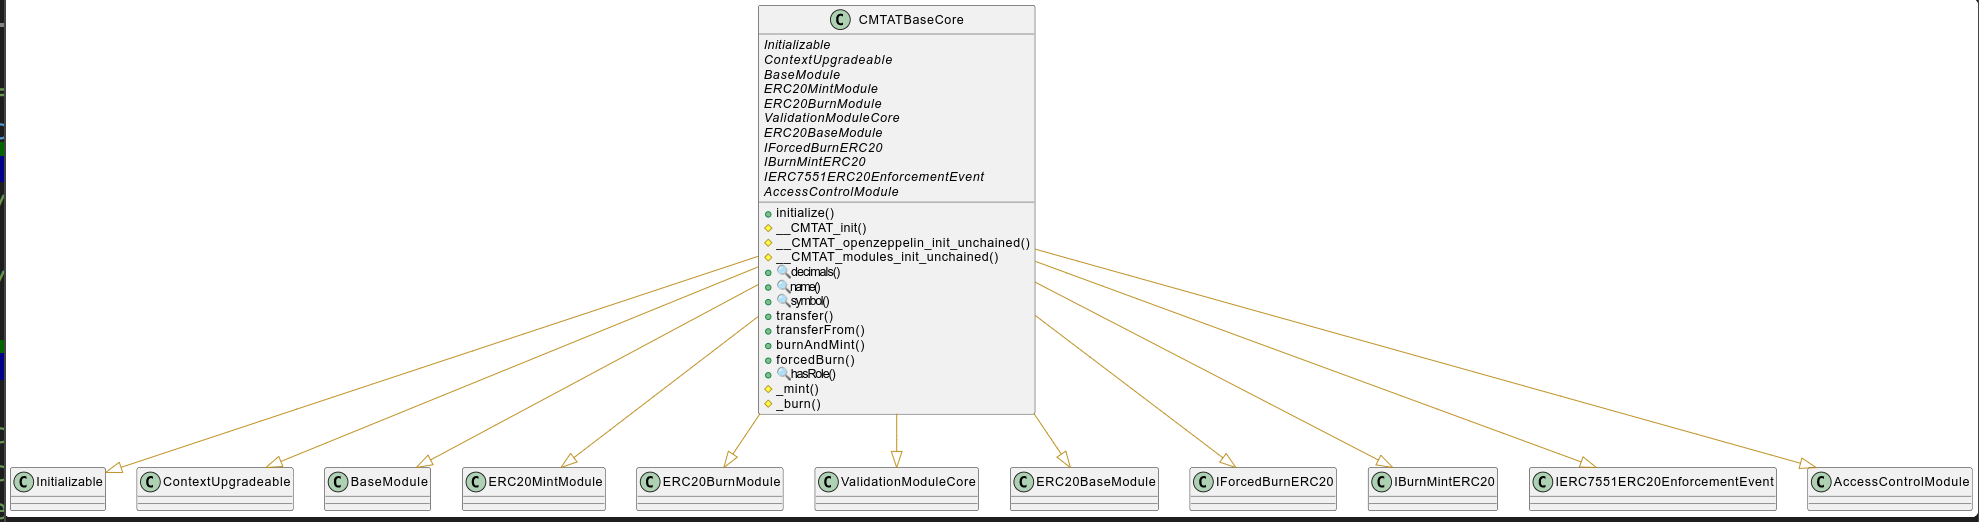 C CMTATBaseCore
Initializable
ContextUpgradeable
BaseModule
ERC20MintModule
ERC20BurnModule
ValidationModuleCore
ERC20BaseModule
IForcedBurnERC20
IBurnMintERC20
IERC7551ERC20EnforcementEvent
AccessControlModule
initialize()
__CMTAT_init()
__CMTAT_openzeppelin_init_unchained()
__CMTAT_modules_init_unchained()
🔍decimals()
🔍name()
🔍symbol()
transfer()
transferFrom()
burnAndMint()
forcedBurn()
🔍hasRole()
_mint()
_burn()
C Initializable
C ContextUpgradeable
C BaseModule
C ERC20MintModule
C ERC20BurnModule
C ValidationModuleCore
C ERC20BaseModule
C IForcedBurnERC20
C IBurnMintERC20
C IERC7551ERC20EnforcementEvent
C AccessControlModule